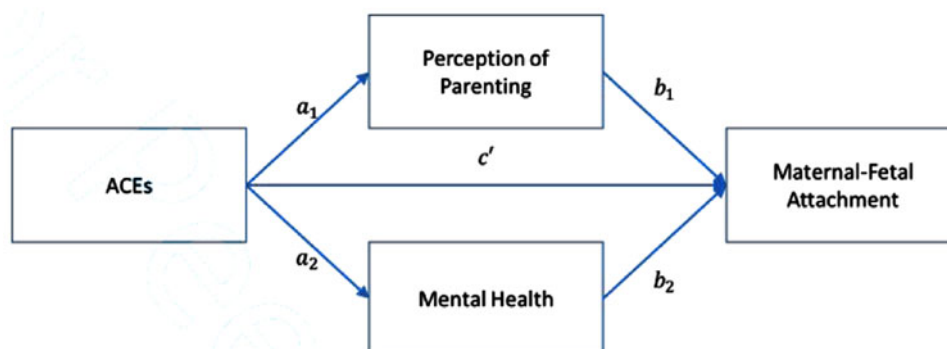 Perception of
Parenting
a₁
b₁
c′
ACEs
Maternal-Fetal
Attachment
a₂
b₂
Mental Health